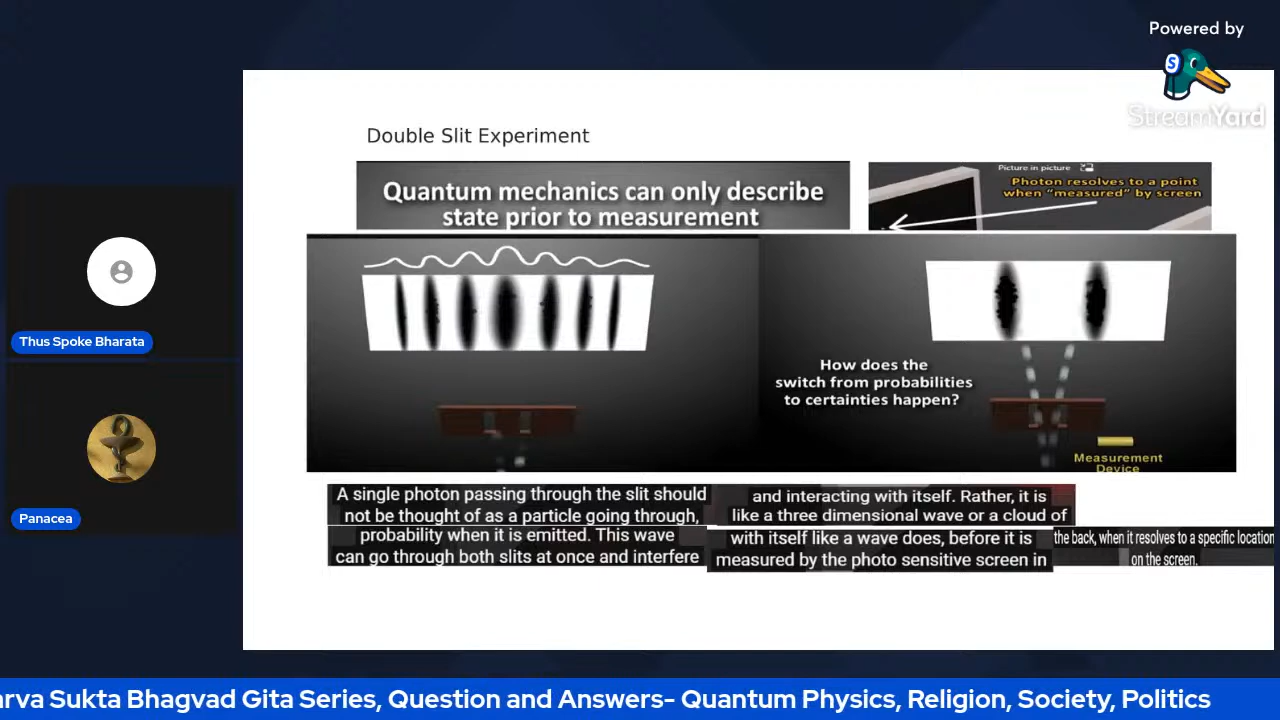 Powered by
S
StreamYard
Double Slit Experiment
Quantum mechanics can only describe
state prior to measurement
Picture in picture
Photon resolves to a point
when “measured” by screen
How does the
switch from probabilities
to certainties happen?
Measurement
Device
A single photon passing through the slit should
not be thought of as a particle going through,
and interacting with itself. Rather, it is
like a three dimensional wave or a cloud of
probability when it is emitted. This wave
can go through both slits at once and interfere
with itself like a wave does, before it is
measured by the photo sensitive screen in
the back, when it resolves to a specific location
on the screen.
Thus Spoke Bharata
Panacea
arva Sukta Bhagvad Gita Series, Question and Answers- Quantum Physics, Religion, Society, Politics